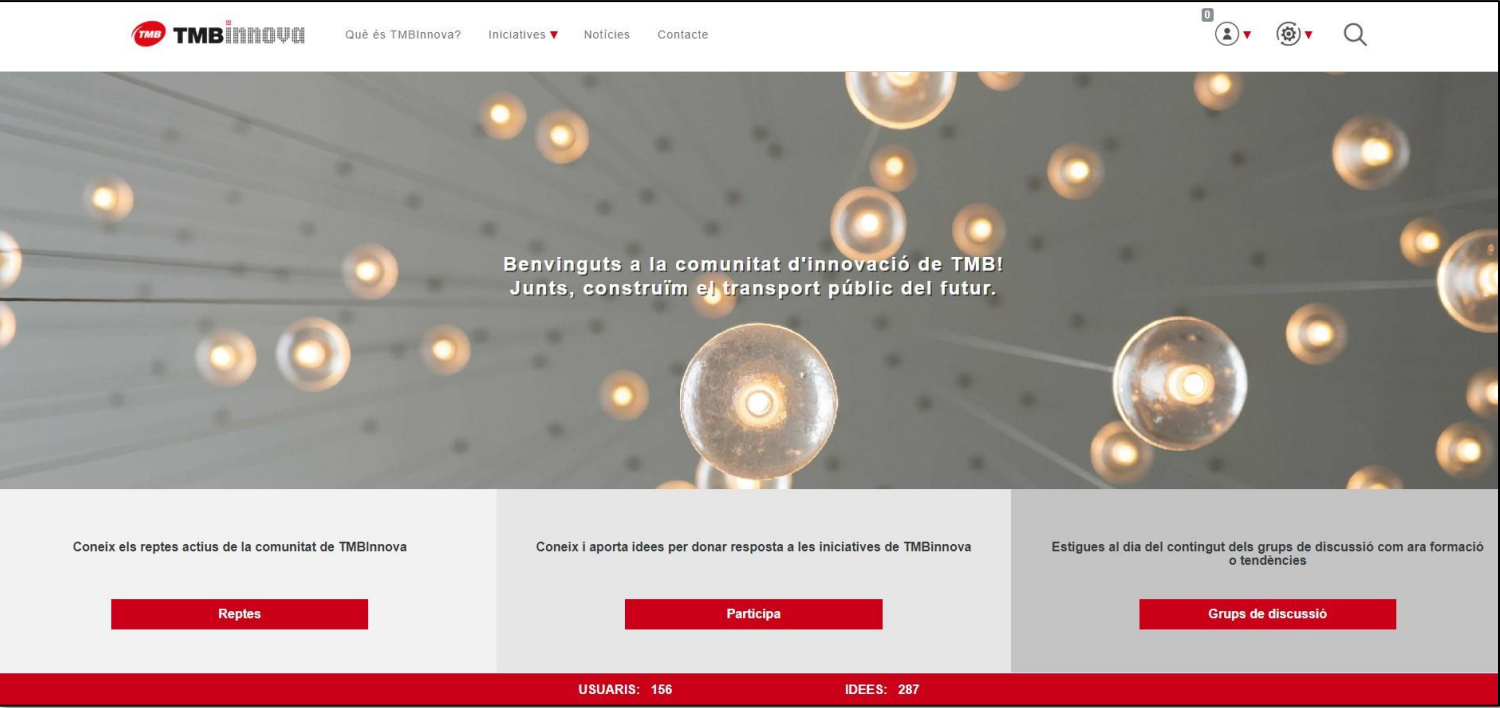 TMB TMBinnova
Què és TMBInnova? Iniciatives Notícies Contacte
0
Benvinguts a la comunitat d'innovació de TMB!
Junts, construïm el transport públic del futur.
Coneix els reptes actius de la comunitat de TMBInnova
Reptes
Coneix i aporta idees per donar resposta a les iniciatives de TMBinnova
Participa
Estigues al dia del contingut dels grups de discussió com ara formació
o tendències
Grups de discussió
USUARIS: 156 IDEES: 287